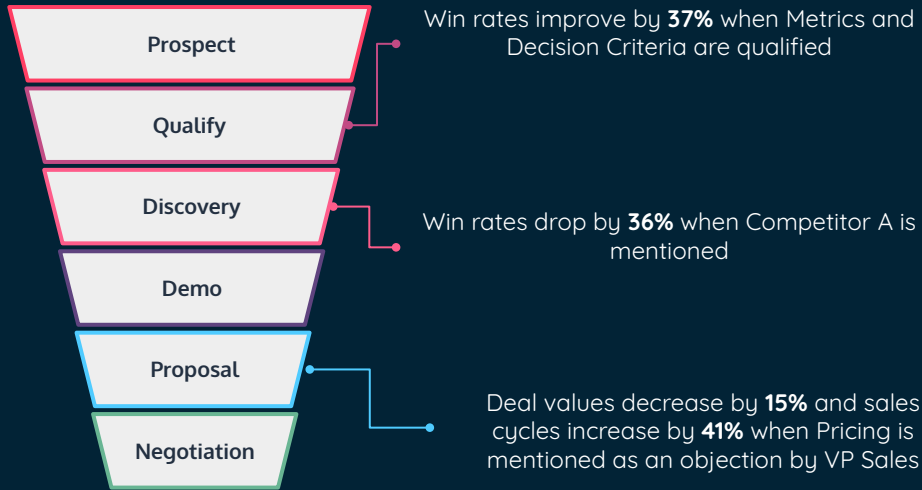 Prospect
Win rates improve by 37% when Metrics and
Decision Criteria are qualified
Qualify
Discovery
Win rates drop by 36% when Competitor A is
mentioned
Demo
Proposal
Deal values decrease by 15% and sales
cycles increase by 41% when Pricing is
mentioned as an objection by VP Sales
Negotiation